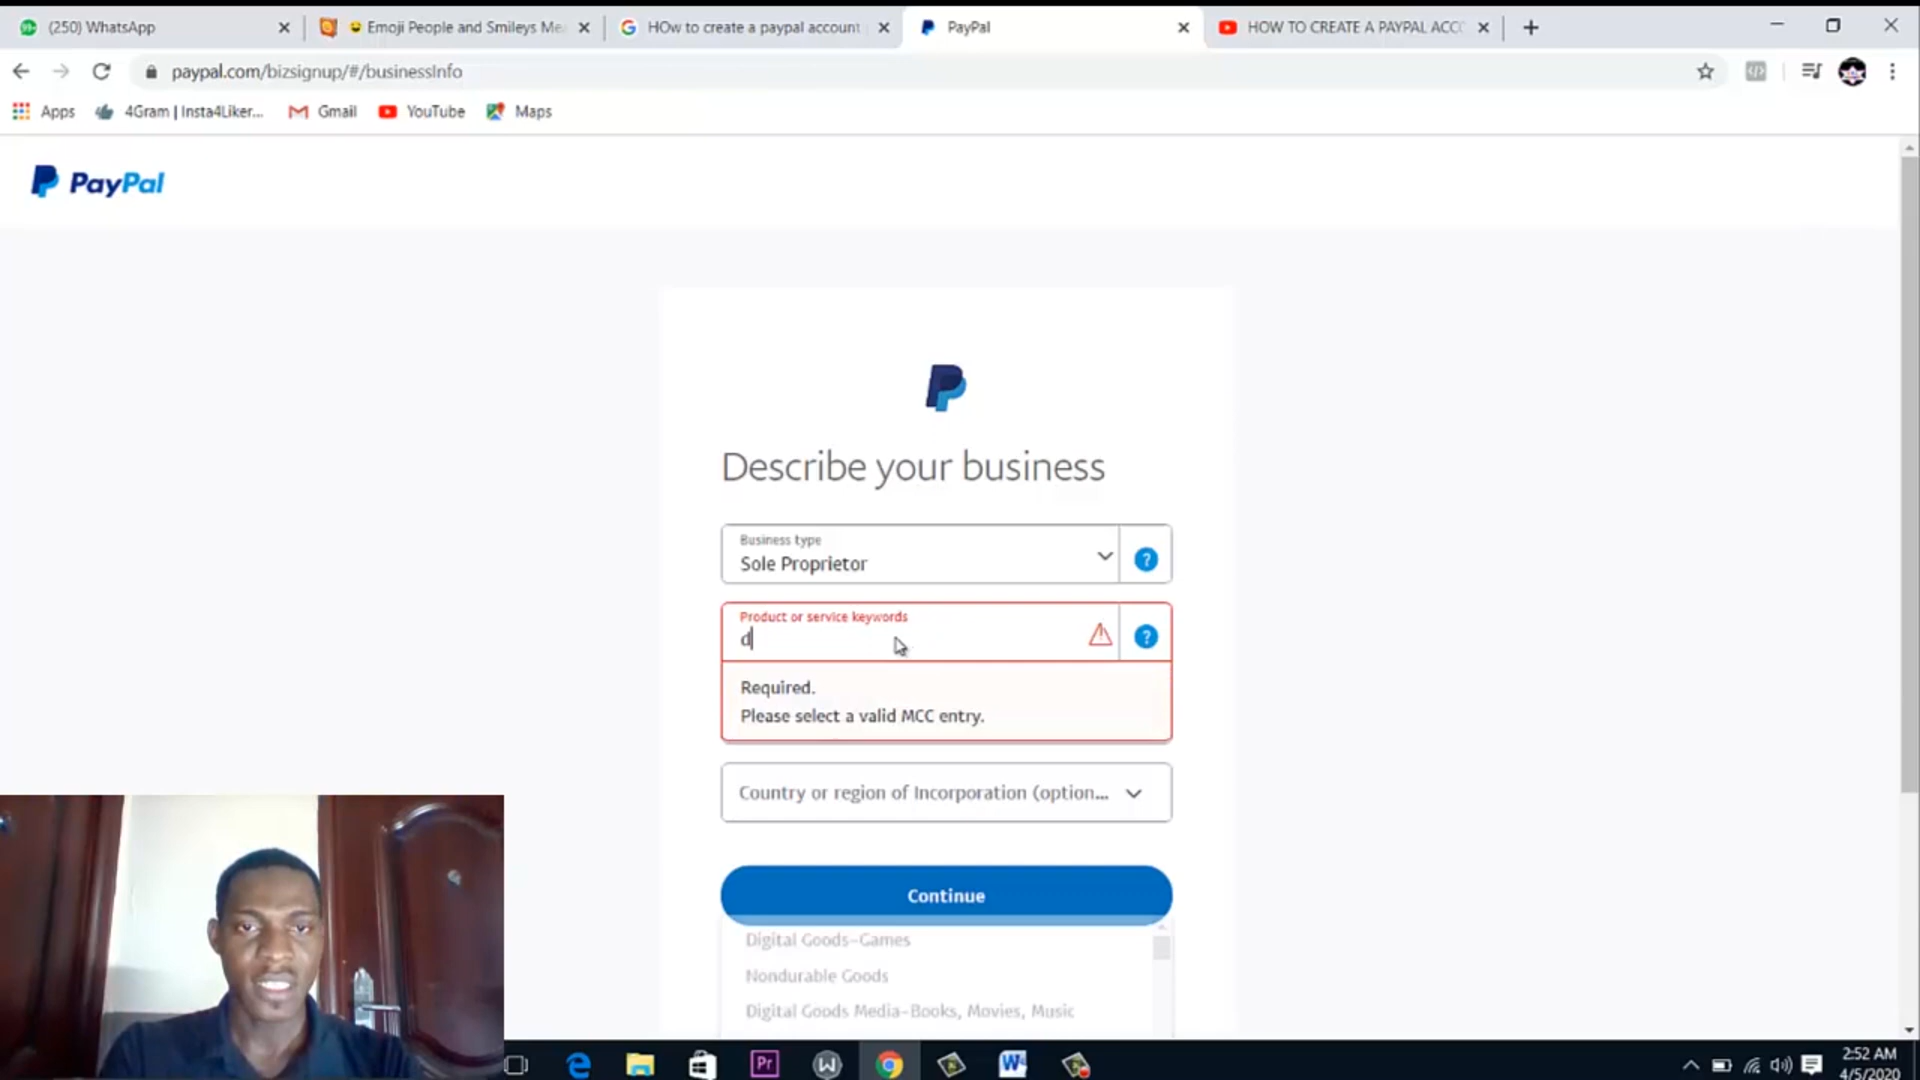 (250) WhatsApp
Emoji People and Smileys Me
HOw to create a paypal account
PayPal
HOW TO CREATE A PAYPAL ACCO
paypal.com/bizsignup/#/businessInfo
Apps
4Gram | Insta4Liker...
Gmail
YouTube
Maps
PayPal
Describe your business
Business type
Sole Proprietor
?
Product or service keywords
d
?
Required.
Please select a valid MCC entry.
Country or region of Incorporation (option...
Continue
Digital Goods-Games
Nondurable Goods
Digital Goods Media-Books, Movies, Music
Pr
W
2:52 AM
4/5/2020